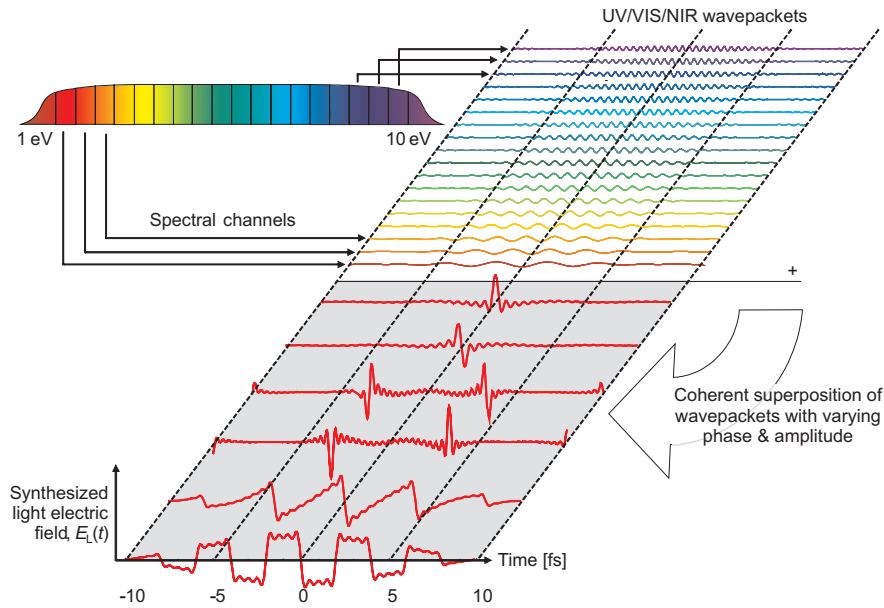 UV/VIS/NIR wavepackets
1 eV
10 eV
Spectral channels
+
Coherent superposition of
wavepackets with varying
phase & amplitude
Synthesized
light electric
field, E_L(t)
Time [fs]
-10
-5
0
5
10